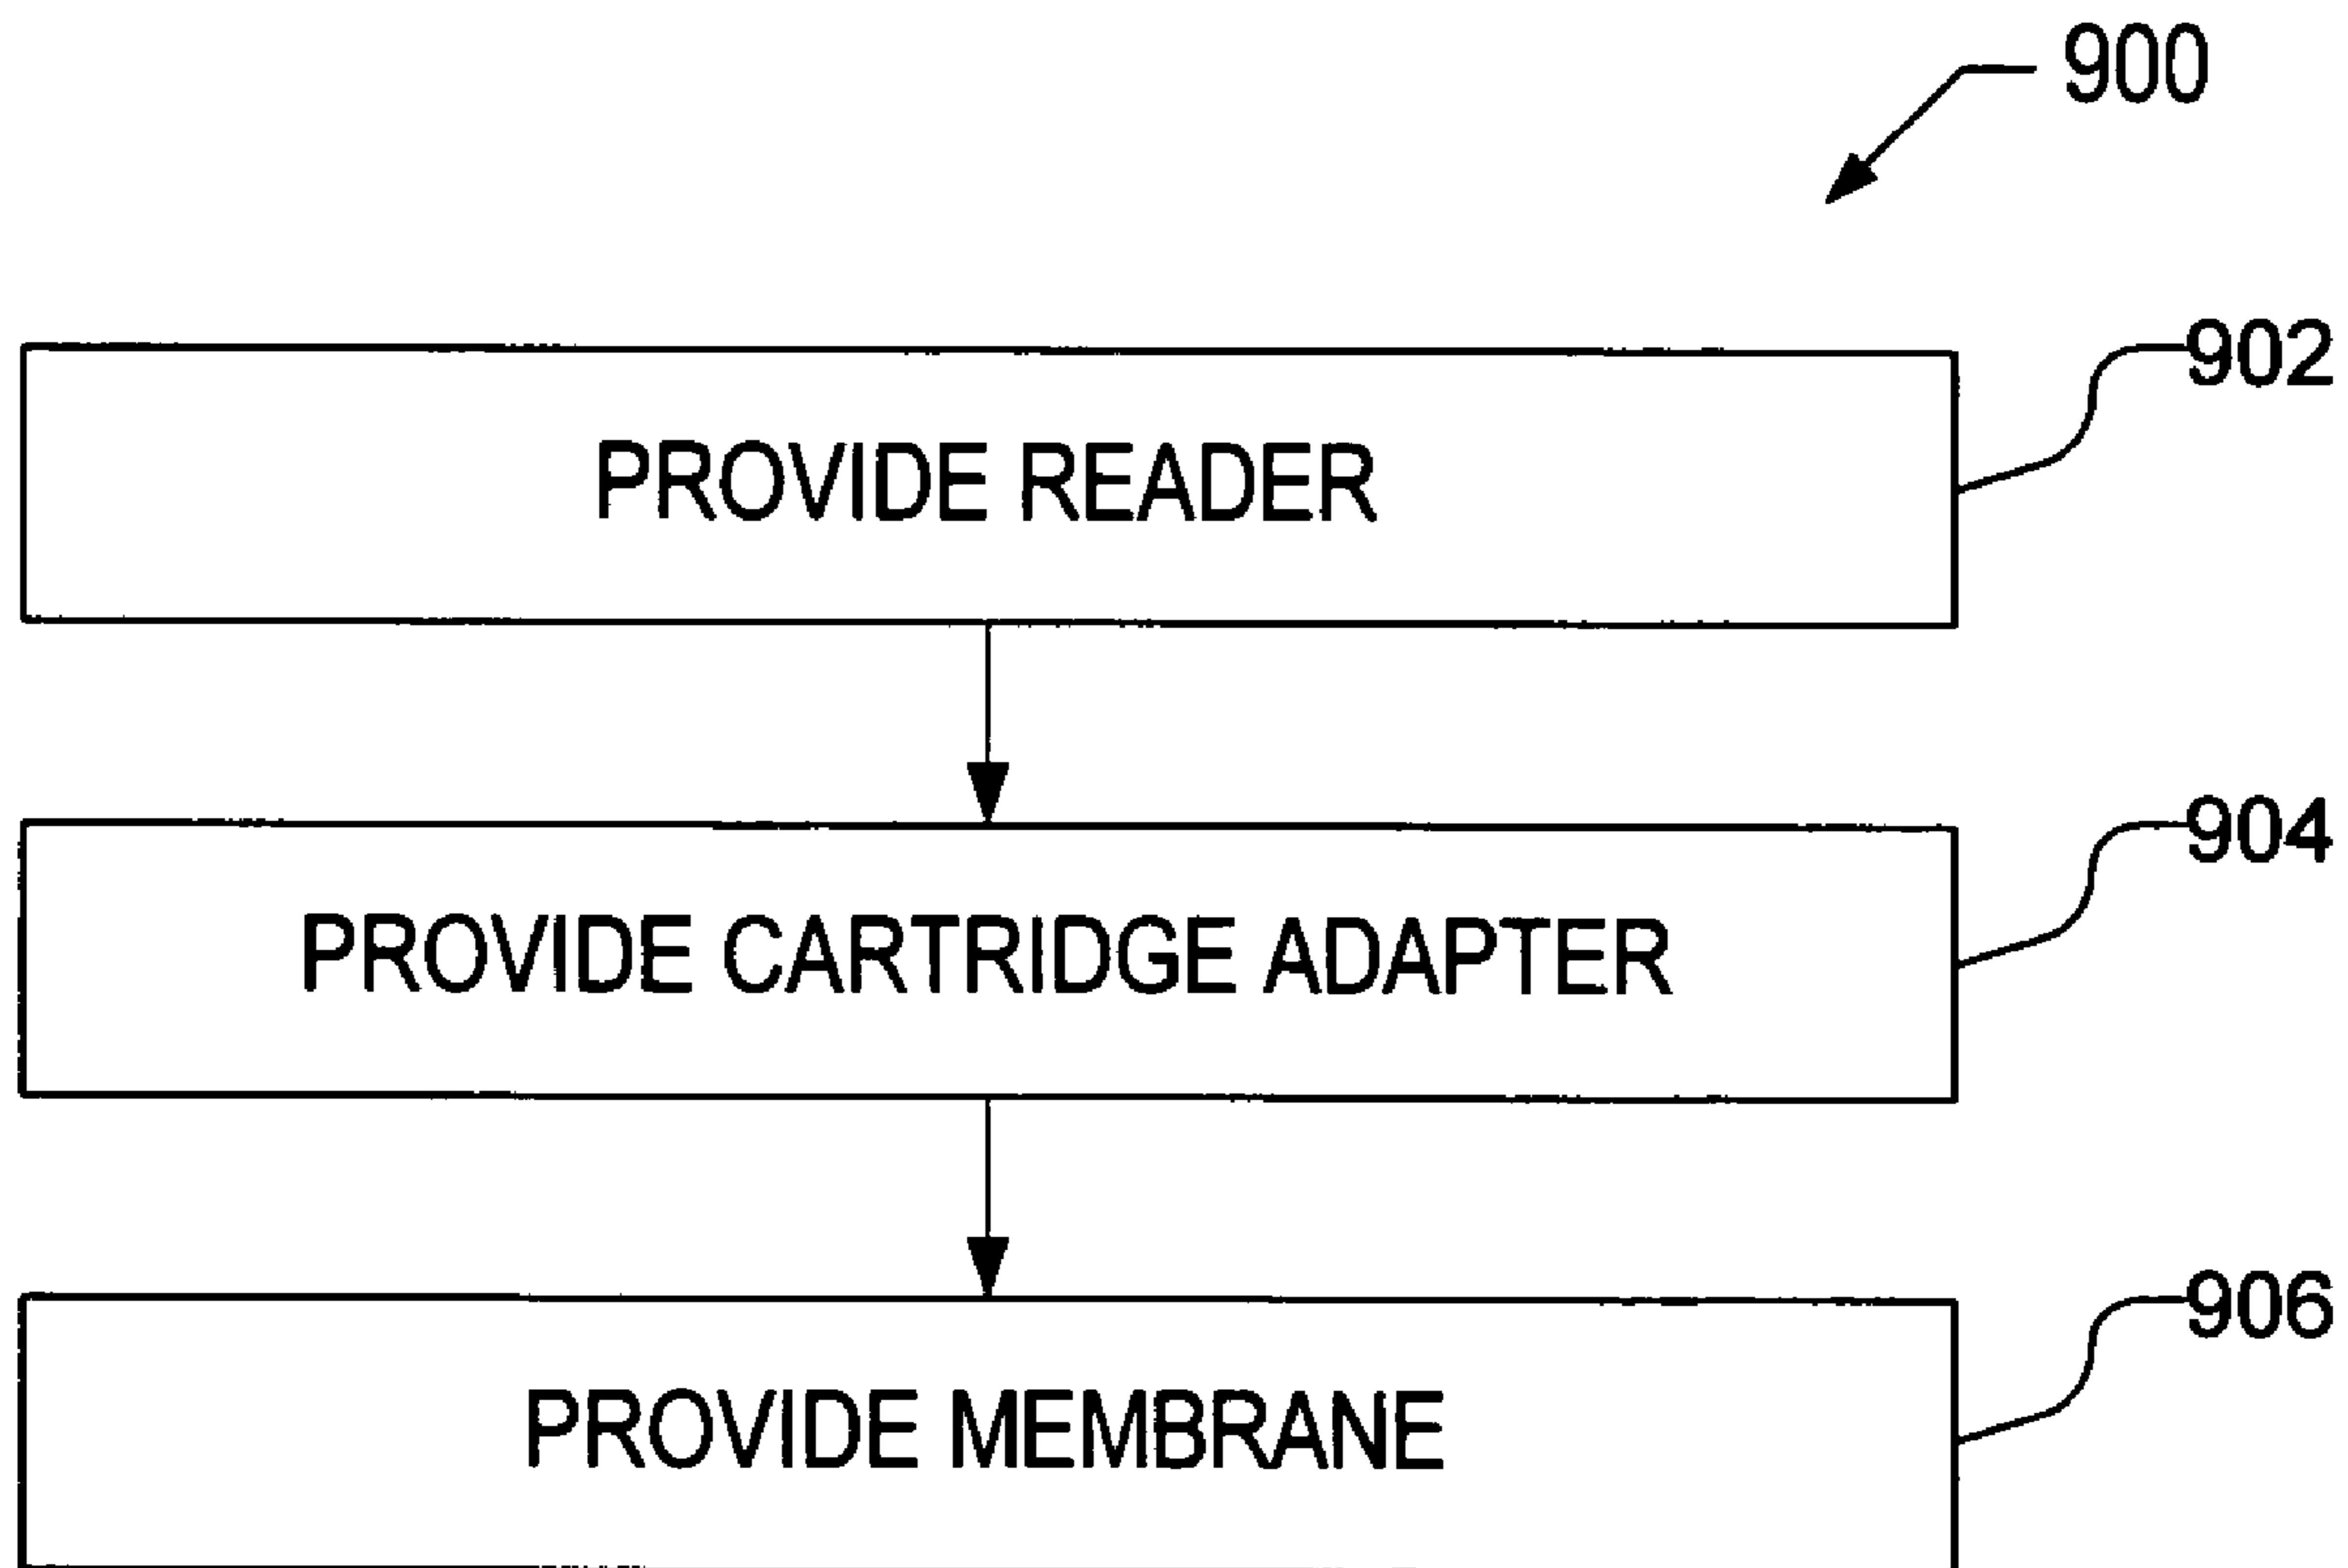 900
902
PROVIDE READER
904
PROVIDE CARTRIDGE ADAPTER
906
PROVIDE MEMBRANE